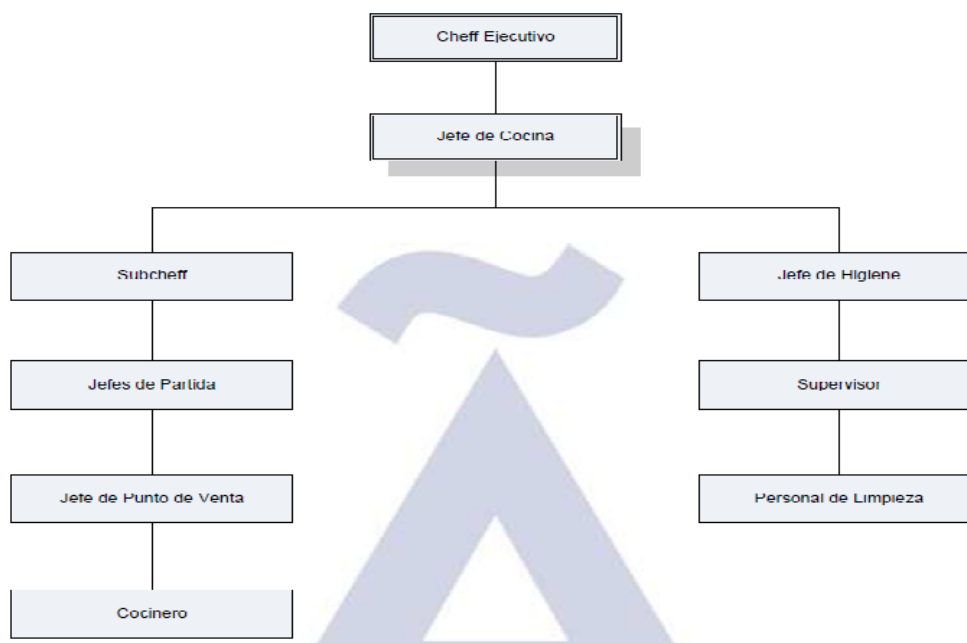 Cheff Ejecutivo
Jefe de Cocina
Subcheff
Jefe de Higiene
Jefes de Partida
Supervisor
Jefe de Punto de Venta
Personal de Limpieza
Cocinero